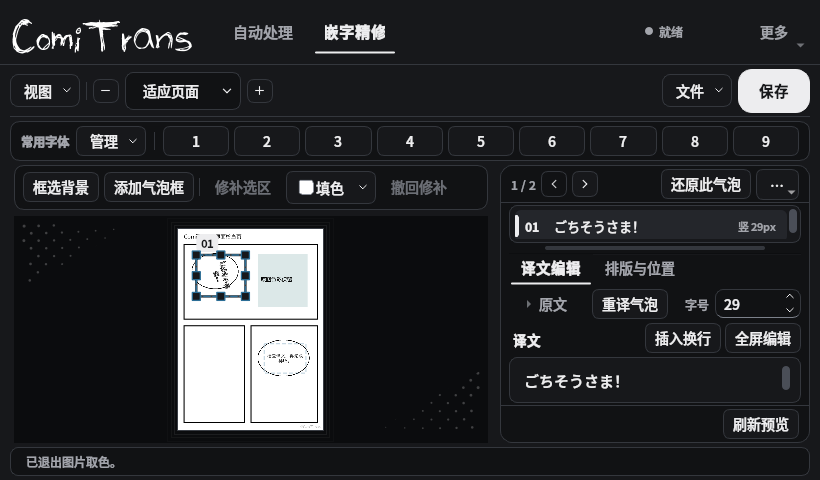 ComiTrans
自动处理
嵌字精修
就绪
更多
视图
适应页面
文件
保存
常用字体
管理
1
2
3
4
5
6
7
8
9
框选背景
添加气泡框
修补选区
填色
撤回修补
1 / 2
还原此气泡
...
01
ごちそうさま!
竖 29px
译文编辑
排版与位置
原文
重译气泡
字号
29
译文
插入换行
全屏编辑
ごちそうさま!
刷新预览
01
已退出图片取色。